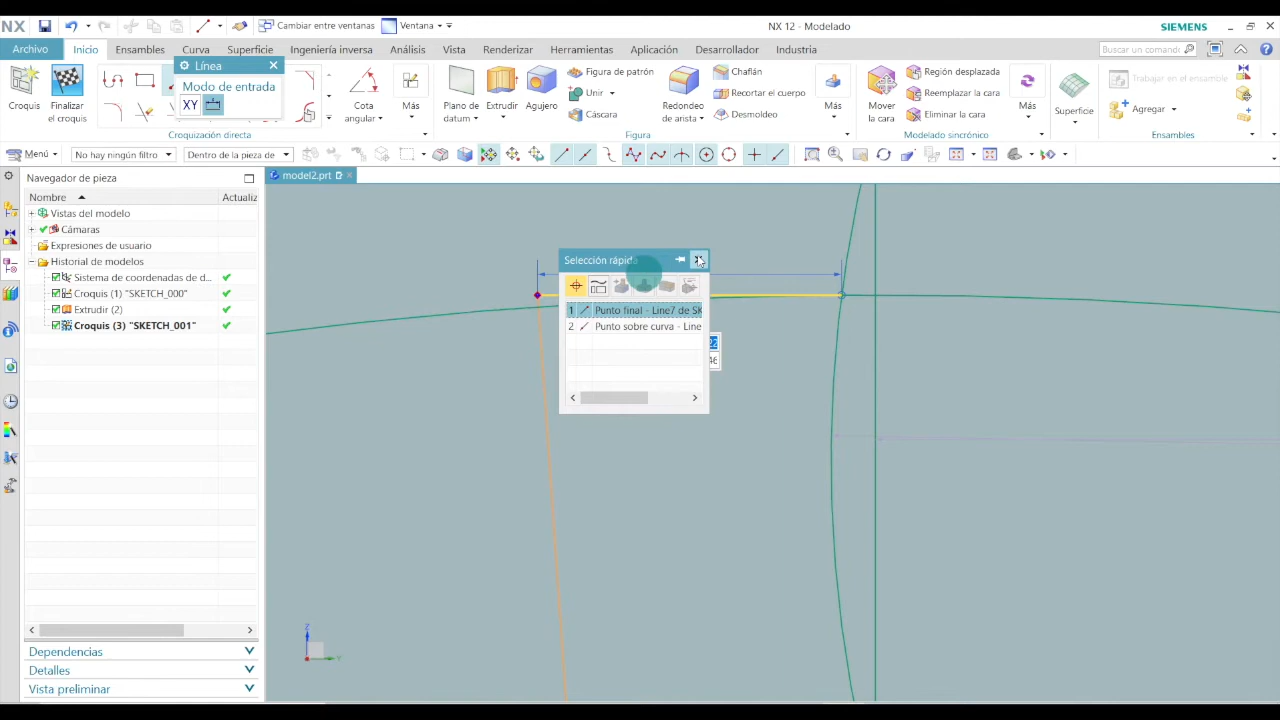 NX
Cambiar entre ventanas
Ventana
NX 12 - Modelado
SIEMENS
Archivo
Inicio
Ensambles
Curva
Superficie
Ingeniería inversa
Análisis
Vista
Renderizar
Herramientas
Aplicación
Desarrollador
Industria
Buscar un comando
Línea
Modo de entrada
XY
Croquis
Finalizar
el croquis
Cota
angular
Más
Croquización directa
Plano de
datum
Extrudir
Agujero
Figura de patrón
Unir
Cáscara
Redondeo
de arista
Chaflán
Recortar el cuerpo
Desmoldeo
Más
Figura
Mover
la cara
Región desplazada
Reemplazar la cara
Eliminar la cara
Más
Modelado sincrónico
Superficie
Trabajar en el ensamble
Agregar
Ensambles
Menú
No hay ningún filtro
Dentro de la pieza de
Navegador de pieza
model2.prt
Nombre
Actualiz
Vistas del modelo
Cámaras
Expresiones de usuario
Historial de modelos
Sistema de coordenadas de d...
Croquis (1) "SKETCH_000"
Extrudir (2)
Croquis (3) "SKETCH_001"
Selección rápida
1 Punto final - Line7 de SK
2 Punto sobre curva - Line
Z
Y
Dependencias
Detalles
Vista preliminar